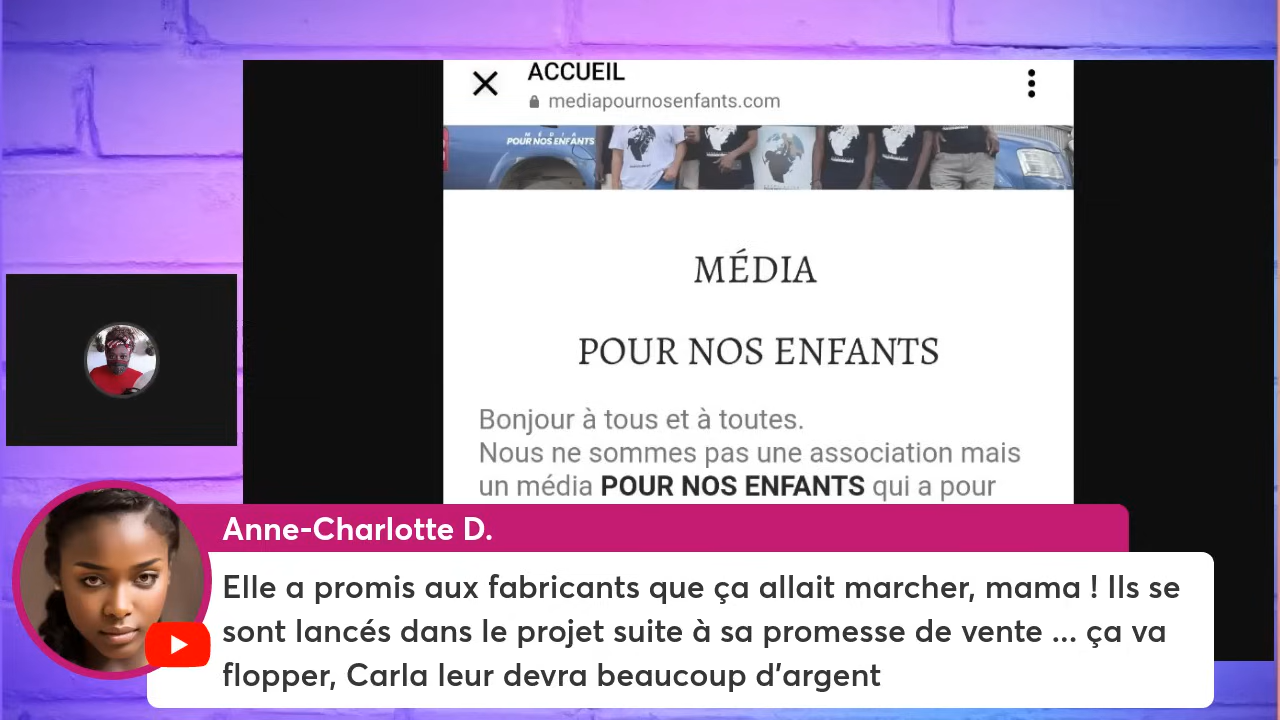 ACCUEIL
mediapournosenfants.com
MÉDIA
POUR NOS ENFANTS
MÉDIA
POUR NOS ENFANTS
Bonjour à tous et à toutes.
Nous ne sommes pas une association mais
un média POUR NOS ENFANTS qui a pour
Anne-Charlotte D.
Elle a promis aux fabricants que ça allait marcher, mama ! Ils se
sont lancés dans le projet suite à sa promesse de vente ... ça va
flopper, Carla leur devra beaucoup d’argent